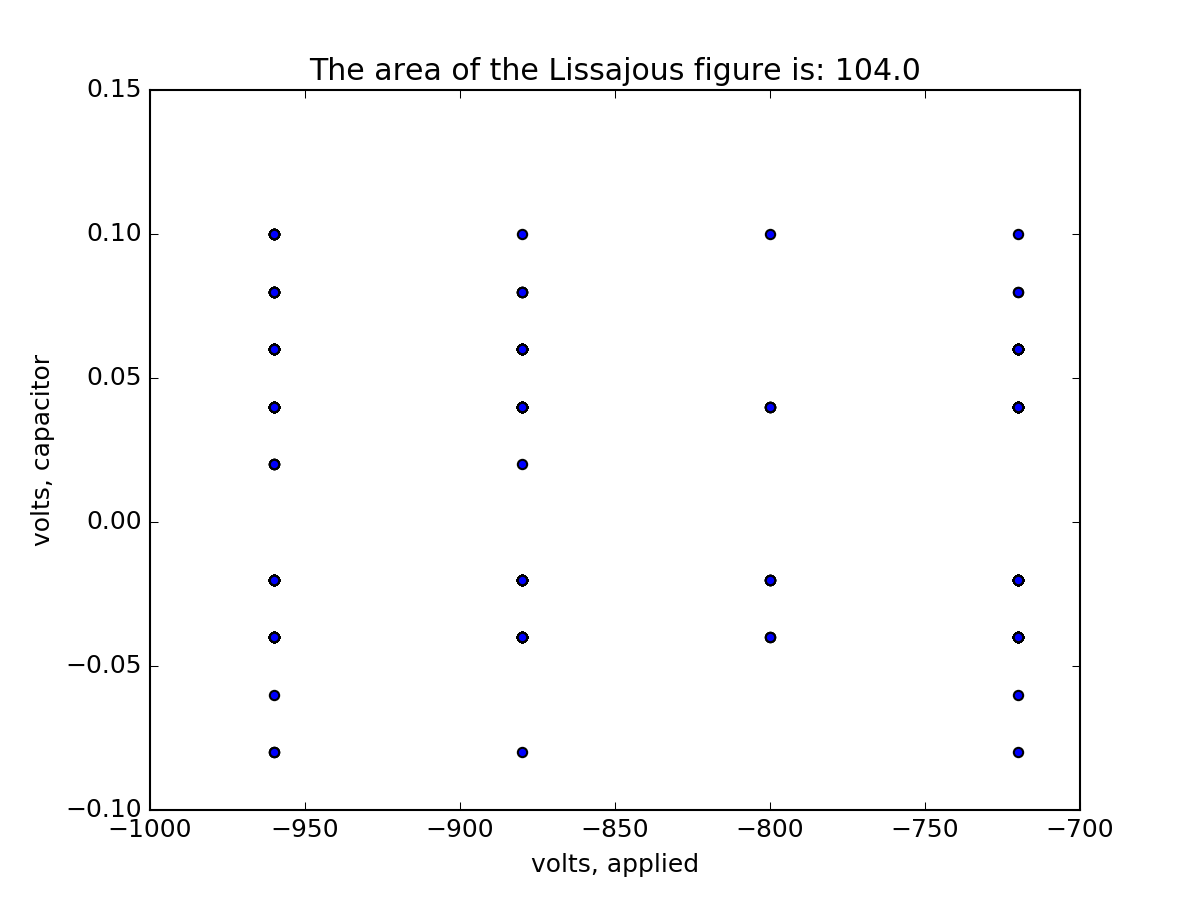 The area of the Lissajous figure is: 104.0
0.15
0.10
0.05
0.00
−0.05
−0.10
volts, capacitor
−1000 −950 −900 −850 −800 −750 −700
volts, applied